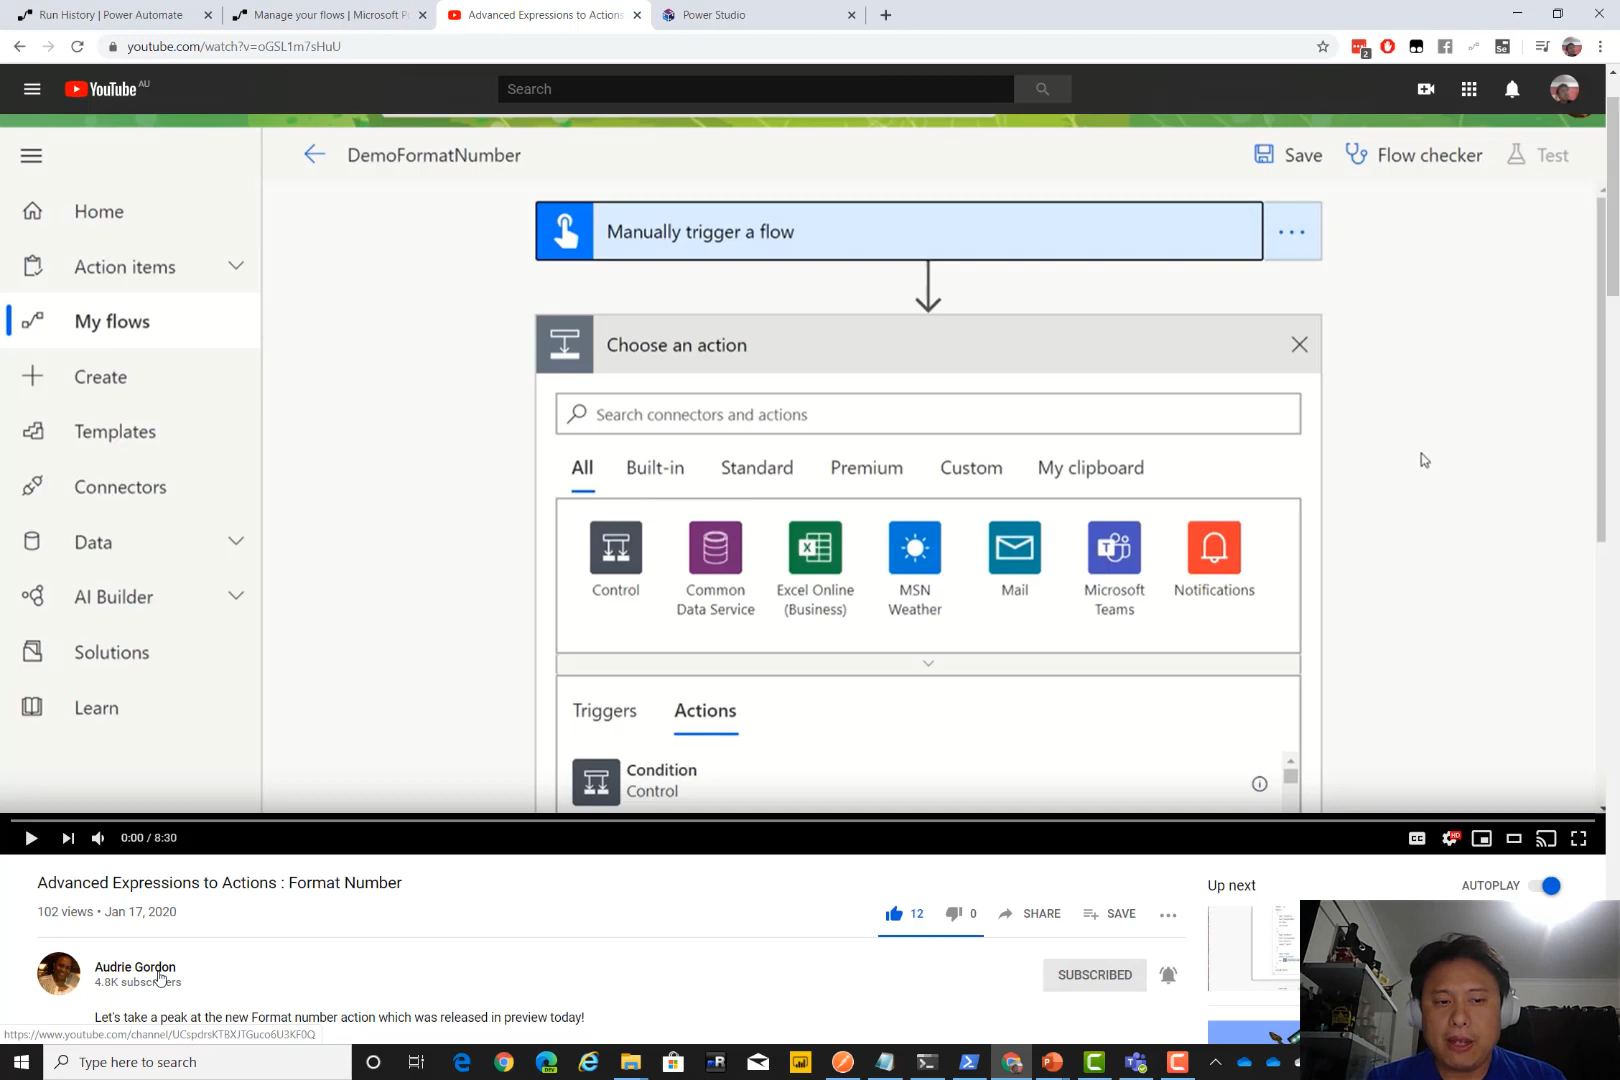 Run History | Power Automate
Manage your flows | Microsoft P
Advanced Expressions to Actions
Power Studio
youtube.com/watch?v=oGSL1m7sHuU
2
YouTube AU
Search
DemoFormatNumber
Save
Flow checker
Test
Home
Action items
My flows
Create
Templates
Connectors
Data
AI Builder
Solutions
Learn
Manually trigger a flow
Choose an action
Search connectors and actions
All
Built-in
Standard
Premium
Custom
My clipboard
Control
Common
Data Service
Excel Online
(Business)
MSN
Weather
Mail
Microsoft
Teams
Notifications
Triggers
Actions
Condition
Control
0:00 / 8:30
CC
HD
Advanced Expressions to Actions : Format Number
102 views • Jan 17, 2020
12
0
SHARE
SAVE
Up next
AUTOPLAY
Audrie Gordon
4.8K subscribers
SUBSCRIBED
Let's take a peak at the new Format number action which was released in preview today!
https://www.youtube.com/channel/UCspdrsKTBXJTGuco6U3KF0Q
Type here to search